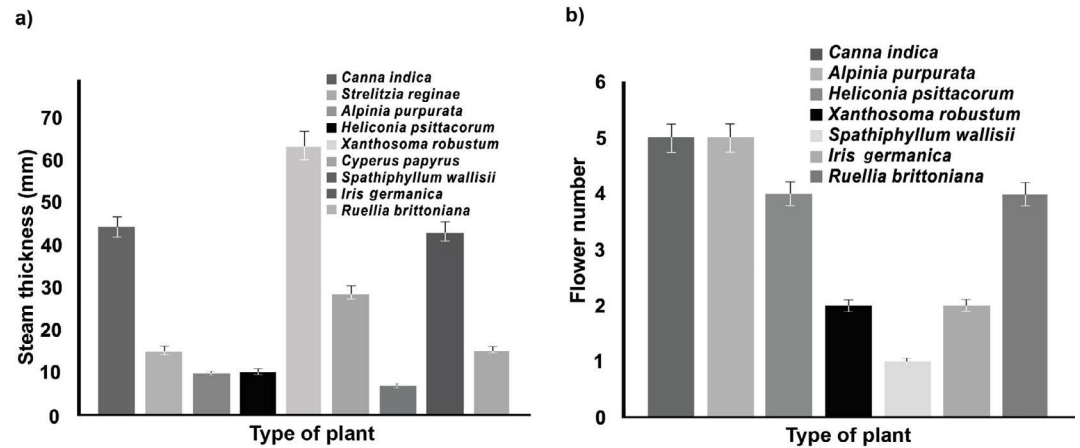 a)
Steam thickness (mm)
70
60
50
40
30
20
10
0
Canna indica
Strelitzia reginae
Alpinia purpurata
Heliconia psittacorum
Xanthosoma robustum
Cyperus papyrus
Spathiphyllum wallisii
Iris germanica
Ruellia brittoniana
Type of plant
b)
Flower number
6
5
4
3
2
1
0
Canna indica
Alpinia purpurata
Heliconia psittacorum
Xanthosoma robustum
Spathiphyllum wallisii
Iris germanica
Ruellia brittoniana
Type of plant